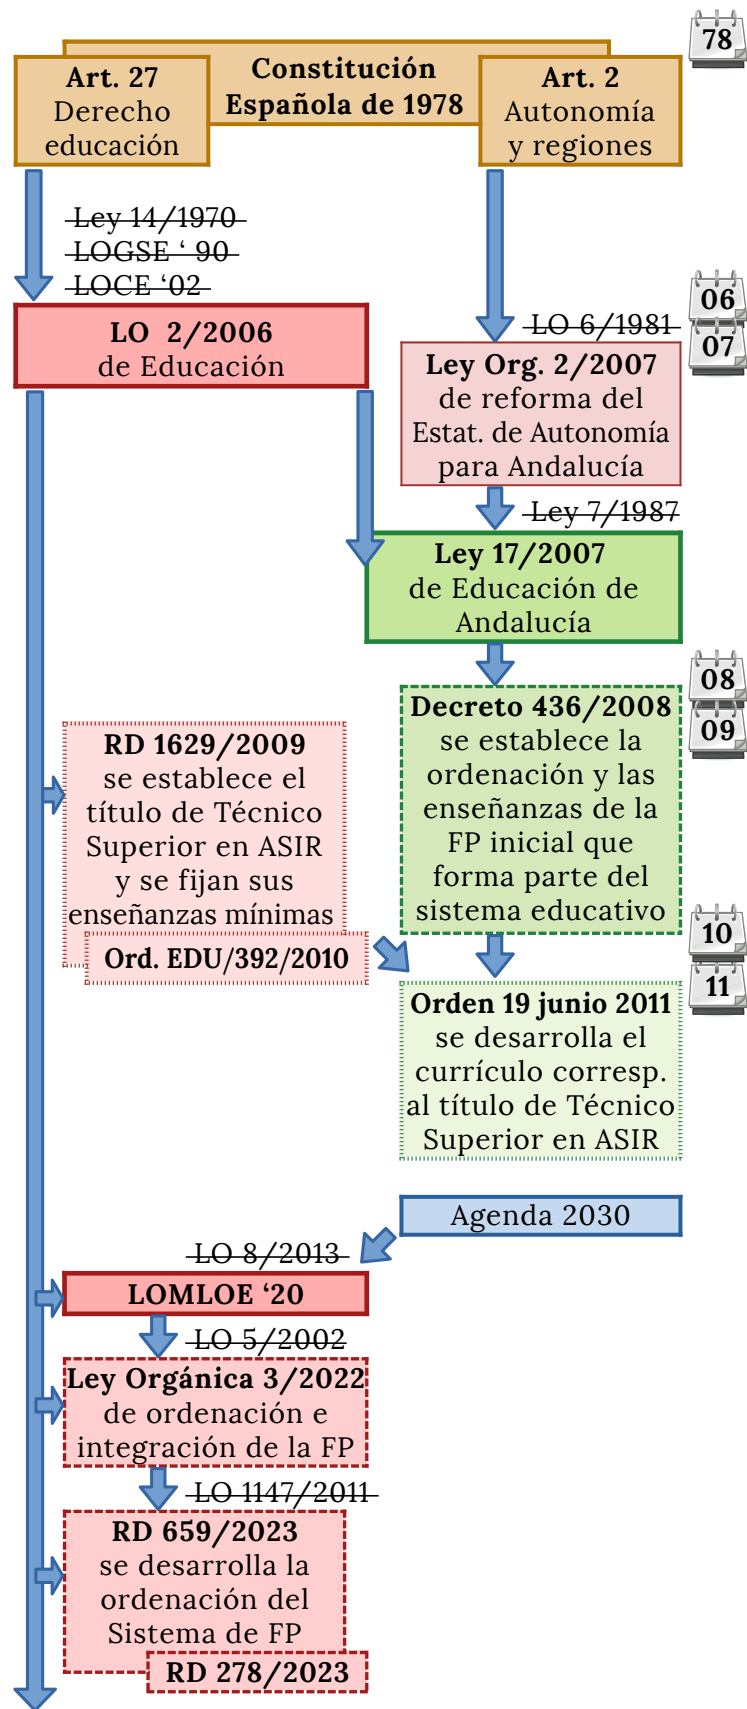 78
Constitución
Española de 1978
Art. 27
Derecho
educación
Art. 2
Autonomía
y regiones
Ley 14/1970
LOGSE ‘ 90
LOCE ‘02
06
07
LO 2/2006
de Educación
LO 6/1981
Ley Org. 2/2007
de reforma del
Estat. de Autonomía
para Andalucía
Ley 7/1987
Ley 17/2007
de Educación de
Andalucía
08
09
Decreto 436/2008
se establece la
ordenación y las
enseñanzas de la
FP inicial que
forma parte del
sistema educativo
RD 1629/2009
se establece el
título de Técnico
Superior en ASIR
y se fijan sus
enseñanzas mínimas
Ord. EDU/392/2010
10
11
Orden 19 junio 2011
se desarrolla el
currículo corresp.
al título de Técnico
Superior en ASIR
Agenda 2030
LO 8/2013
LOMLOE ‘20
LO 5/2002
Ley Orgánica 3/2022
de ordenación e
integración de la FP
LO 1147/2011
RD 659/2023
se desarrolla la
ordenación del
Sistema de FP
RD 278/2023